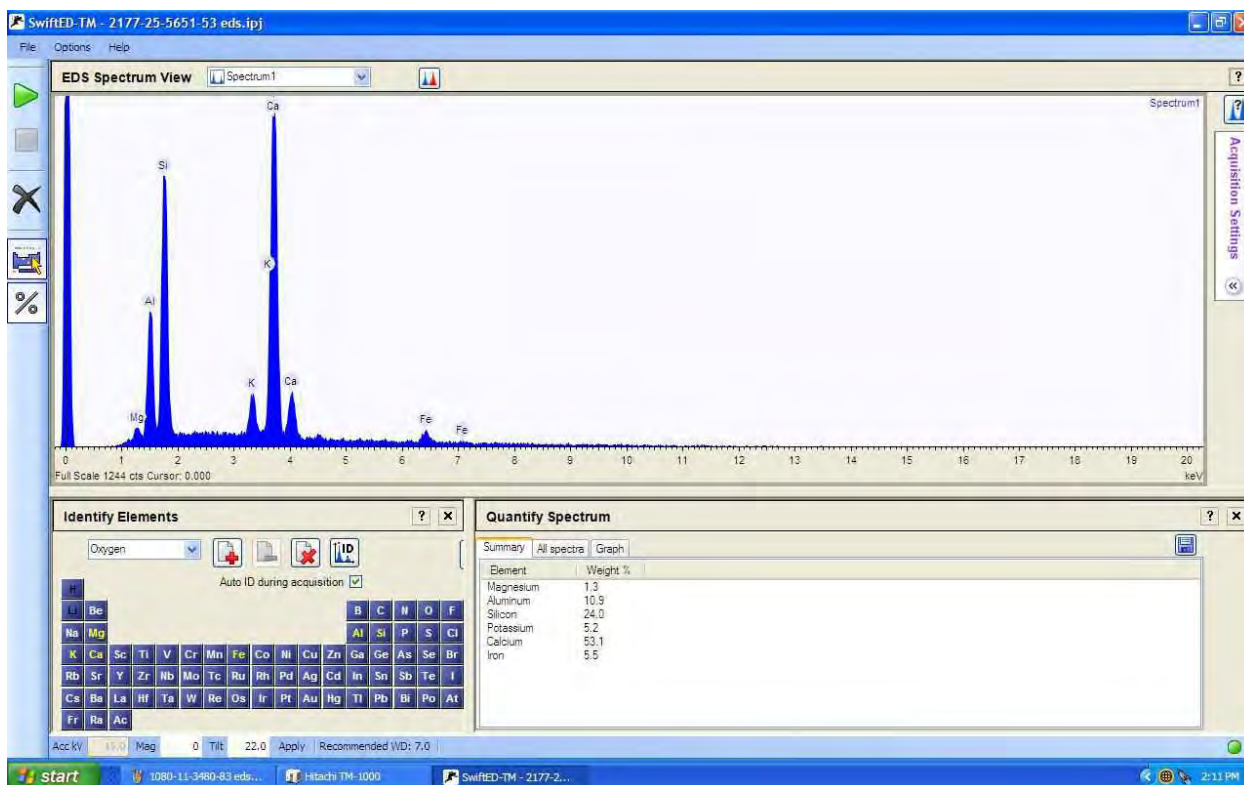 SwiftED-TM - 2177-25-5651-53 eds.ipj
File Options Help
EDS Spectrum View Spectrum1 ?
Spectrum1
Ca
Si
K
Al
K Ca
Mg
Fe
Fe
0 1 2 3 4 5 6 7 8 9 10 11 12 13 14 15 16 17 18 19 20
Full Scale 1244 cts Cursor: 0.000 keV
Acquisition Settings
Identify Elements ? ×
Oxygen ID
Auto ID during acquisition
H
Li Be B C N O F
Na Mg Al Si P S Cl
K Ca Sc Ti V Cr Mn Fe Co Ni Cu Zn Ga Ge As Se Br
Rb Sr Y Zr Nb Mo Tc Ru Rh Pd Ag Cd In Sn Sb Te I
Cs Ba La Hf Ta W Re Os Ir Pt Au Hg Tl Pb Bi Po At
Fr Ra Ac
Quantify Spectrum ? ×
Summary All spectra Graph
Element Weight %
Magnesium 1.3
Aluminum 10.9
Silicon 24.0
Potassium 5.2
Calcium 53.1
Iron 5.5
Acc kV 15.0 Mag 0 Tilt 22.0 Apply Recommended WD: 7.0
start 1080-11-3480-83 eds... Hitachi TM-1000 SwiftED-TM - 2177-2... 2:11 PM